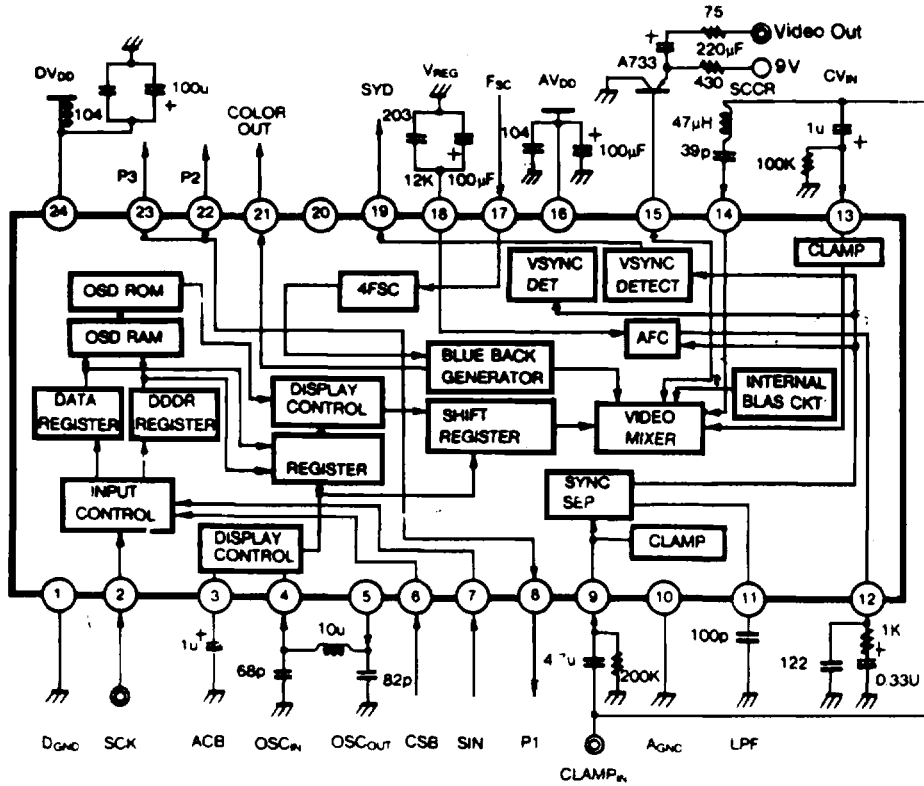 75
Video Out
220μF
A733
9V
430
SCCR
CVIN
DVDD
104
100u
COLOR OUT
SYD
203
VREG
FSC
AVDD
104
100μF
12K
100μF
47μH
39p
1u
100K
P3
P2
24
23
22
21
20
19
18
17
16
15
14
13
CLAMP
OSD ROM
4FSC
VSYNC DET
VSYNC DETECT
OSD RAM
AFC
BLUE BACK GENERATOR
DATA REGISTER
DDDR REGISTER
DISPLAY CONTROL
SHIFT REGISTER
VIDEO MIXER
INTERNAL BLAS CKT
REGISTER
INPUT CONTROL
SYNC SEP
DISPLAY CONTROL
CLAMP
1
2
3
4
5
6
7
8
9
10
11
12
1u
10u
68p
82p
4.7u
200K
100p
122
1K
0.33U
DGND
SCK
ACB
OSCIN
OSCOUT
CSB
SIN
P1
AGND
LPF
CLAMPIN